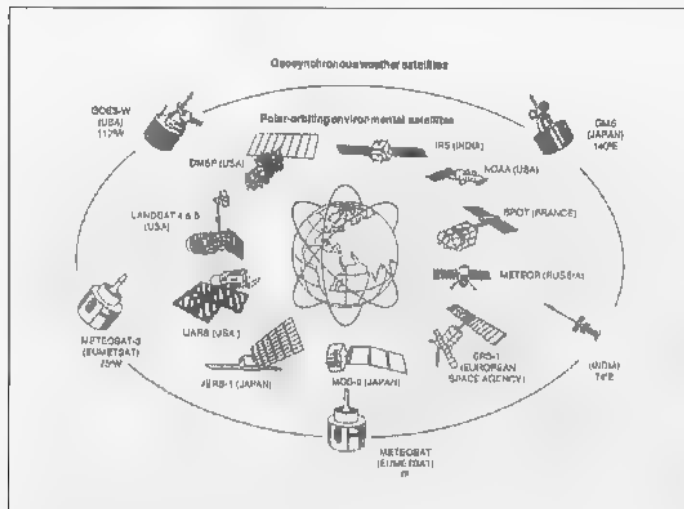 Geosynchronous weather satellites
GOES-W
(USA)
112°W
GMS
(JAPAN)
140°E
Polar-orbiting environmental satellites
DMSP (USA)
IRS (INDIA)
NOAA (USA)
LANDSAT 4 & 5
(USA)
SPOT (FRANCE)
METEOR (RUSSIA)
UARS (USA)
METEOSAT-3
(EUMETSAT)
75°W
ERS-1
(EUROPEAN
SPACE AGENCY)
(INDIA)
74°E
JERS-1 (JAPAN)
(JAPAN)
METEOSAT
(EUMETSAT)
0°